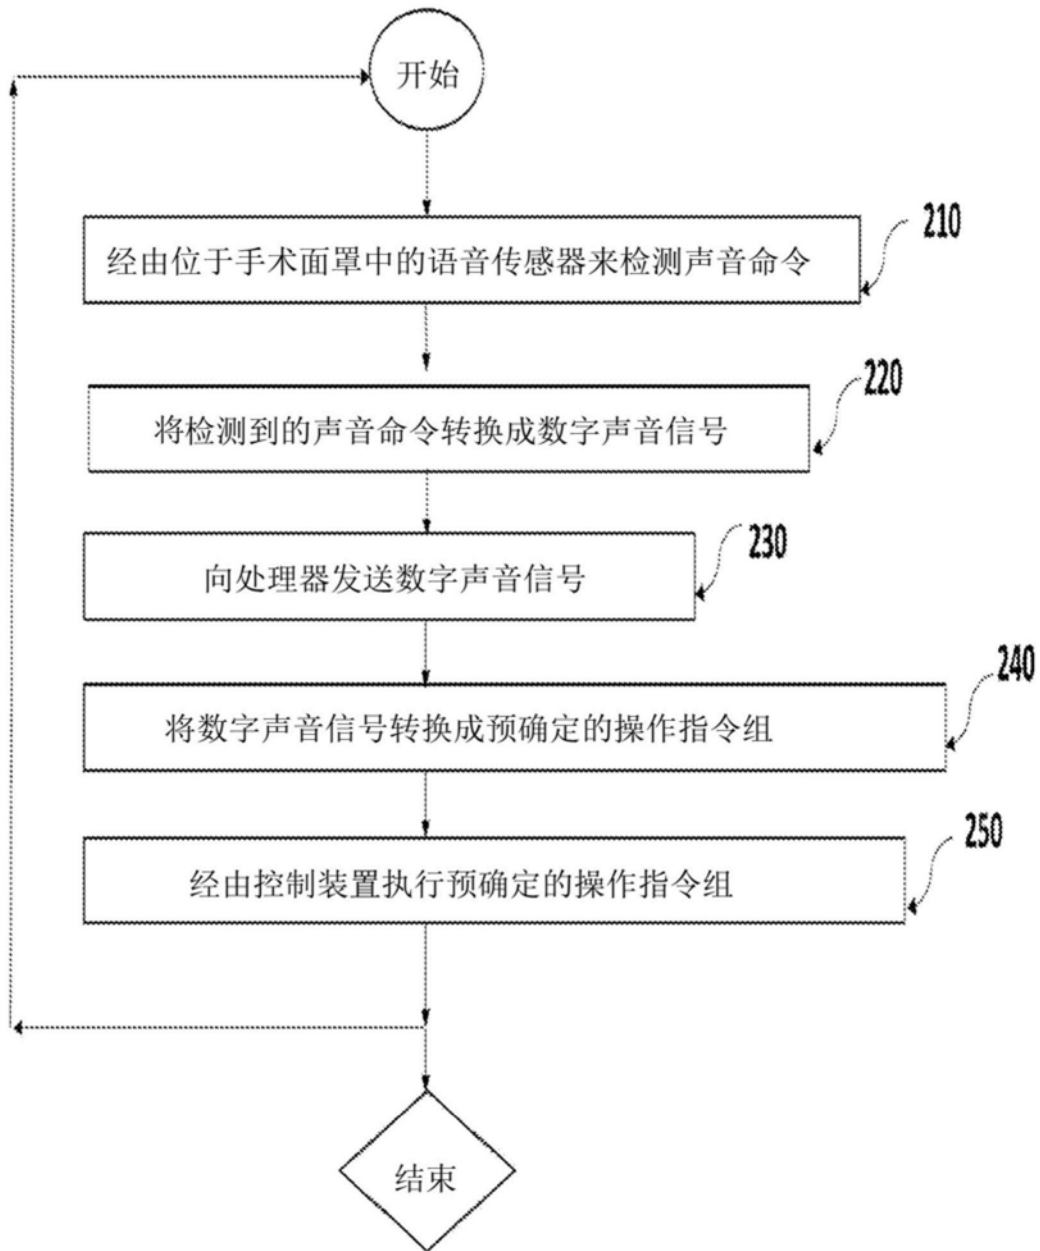 开始
210
经由位于手术面罩中的语音传感器来检测声音命令
220
将检测到的声音命令转换成数字声音信号
230
向处理器发送数字声音信号
240
将数字声音信号转换成预确定的操作指令组
250
经由控制装置执行预确定的操作指令组
结束